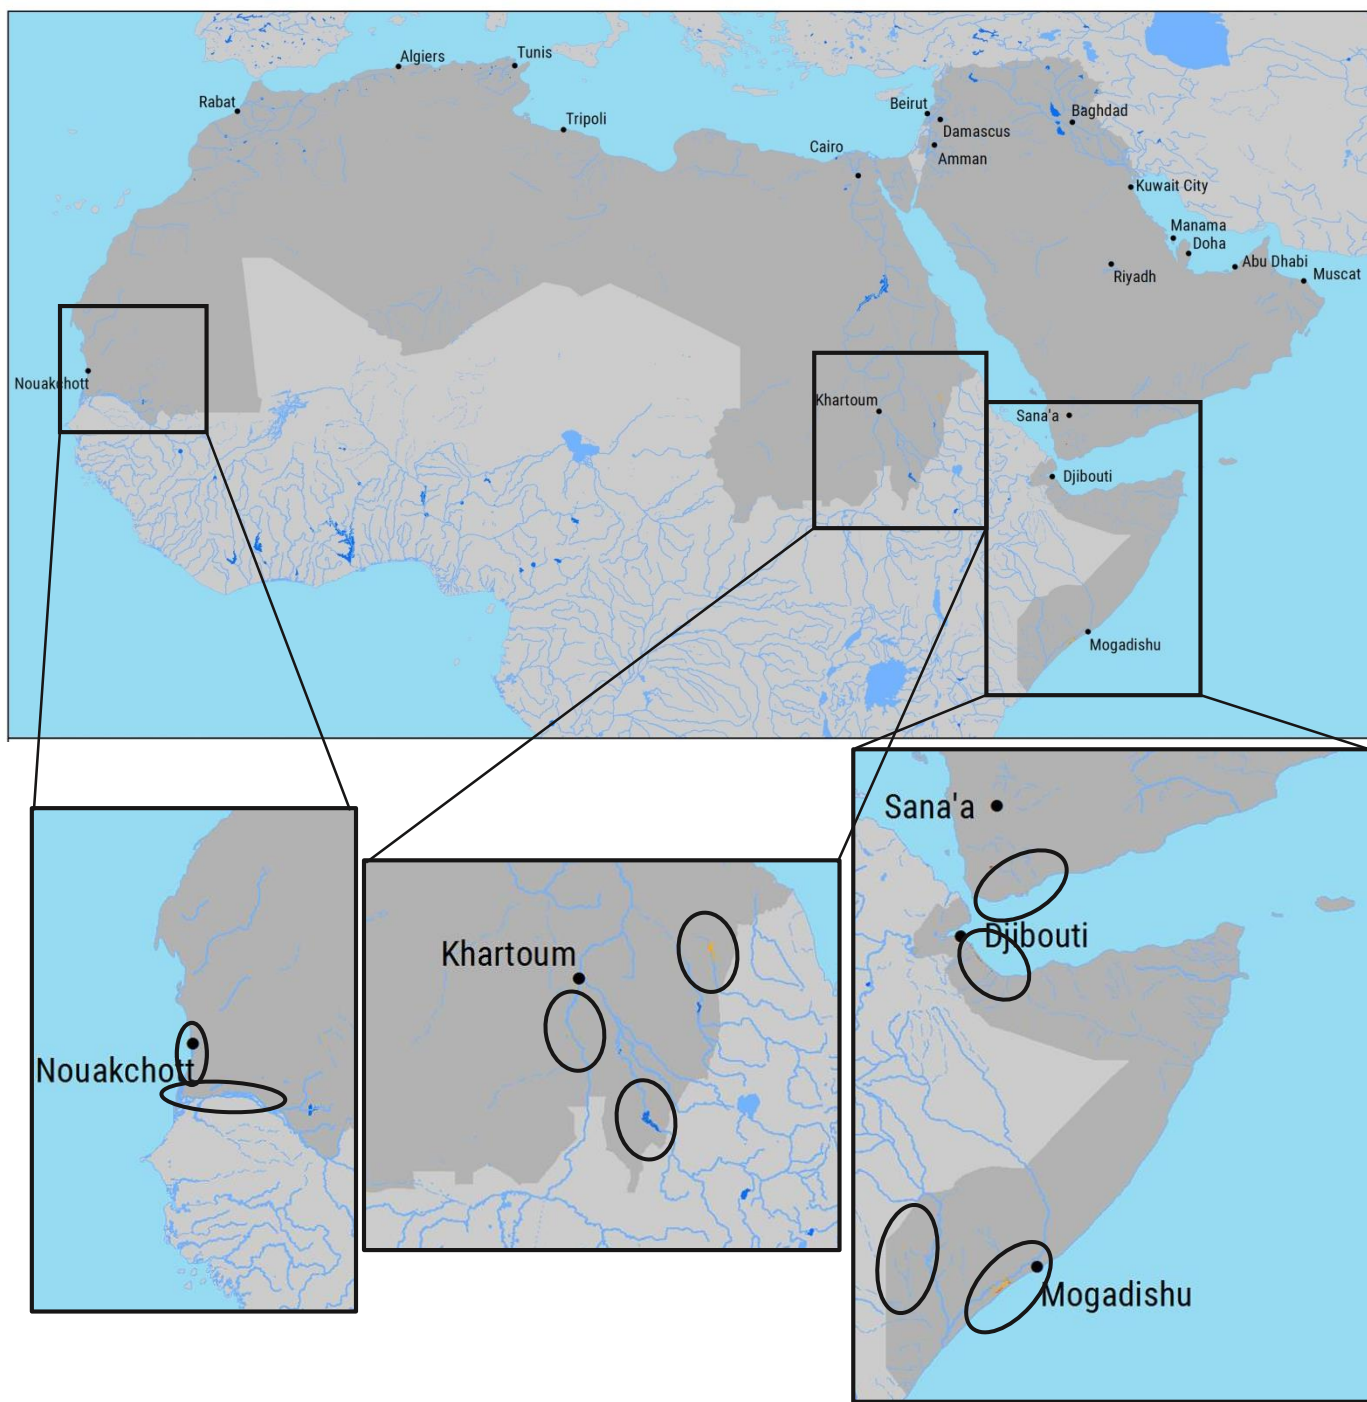 Algiers
Tunis
Rabat
Tripoli
Beirut
Damascus
Baghdad
Cairo
Amman
Kuwait City
Manama
Doha
Abu Dhabi
Riyadh
Muscat
Nouakchott
Khartoum
Sana'a
Djibouti
Mogadishu
Nouakchott
Khartoum
Sana'a
Djibouti
Mogadishu